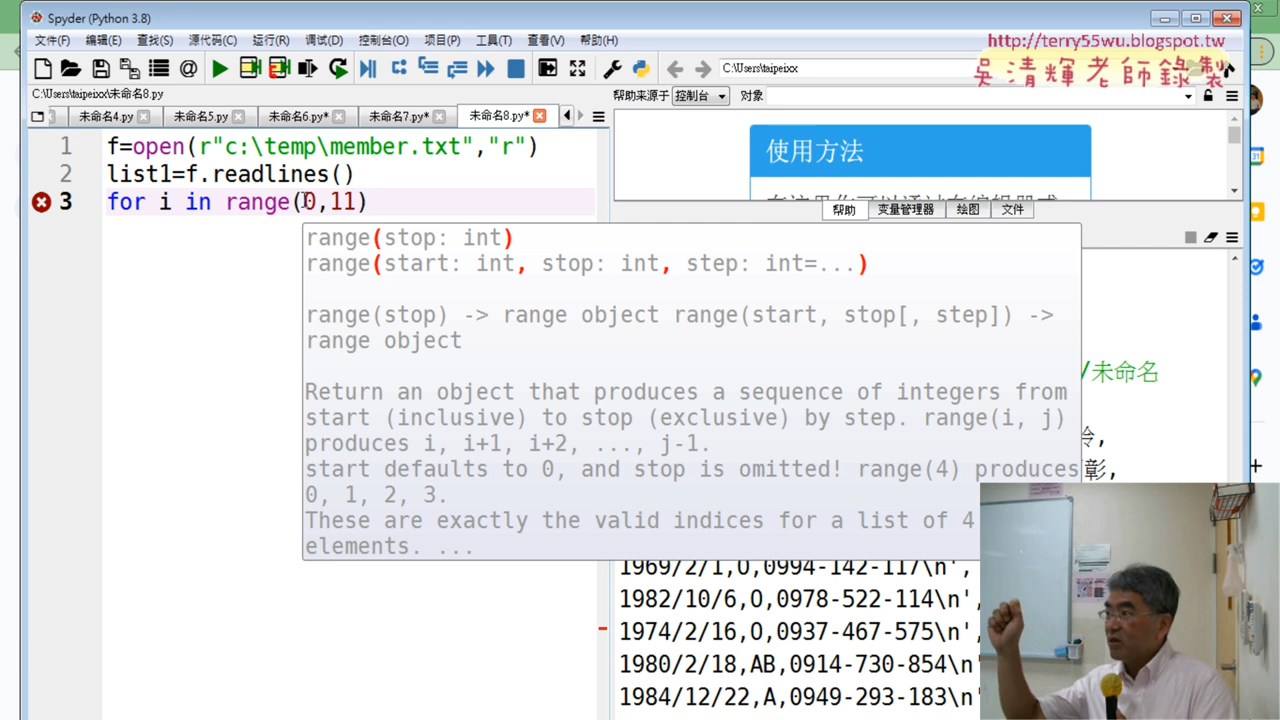 Spyder (Python 3.8)
文件(F) 编辑(E) 查找(S) 源代码(C) 运行(R) 调试(D) 控制台(O) 项目(P) 工具(T) 查看(V) 帮助(H)
http://terry55wu.blogspot.tw
吳清輝老師錄製
C:\Users\taipeixx
C:\Users\taipeixx\未命名8.py
帮助来源于 控制台 对象
未命名4.py 未命名5.py 未命名6.py* 未命名7.py* 未命名8.py*
1 f=open(r"c:\temp\member.txt","r")
2 list1=f.readlines()
3 for i in range(0,11)
使用方法
帮助 变量管理器 绘图 文件
range(stop: int)
range(start: int, stop: int, step: int=...)
range(stop) -> range object range(start, stop[, step]) ->
range object
Return an object that produces a sequence of integers from
start (inclusive) to stop (exclusive) by step. range(i, j)
produces i, i+1, i+2, ..., j-1.
start defaults to 0, and stop is omitted! range(4) produces
0, 1, 2, 3.
These are exactly the valid indices for a list of 4
elements. ...
/未命名
彰,
1969/2/1,O,0994-142-117\n',
1982/10/6,O,0978-522-114\n',
1974/2/16,O,0937-467-575\n',
1980/2/18,AB,0914-730-854\n'
1984/12/22,A,0949-293-183\n'